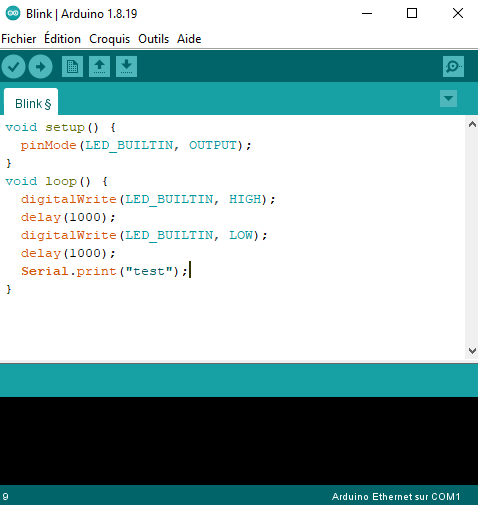 Blink | Arduino 1.8.19
Fichier Édition Croquis Outils Aide
Blink §
void setup() {
  pinMode(LED_BUILTIN, OUTPUT);
}
void loop() {
  digitalWrite(LED_BUILTIN, HIGH);
  delay(1000);
  digitalWrite(LED_BUILTIN, LOW);
  delay(1000);
  Serial.print("test");
}
9 Arduino Ethernet sur COM1